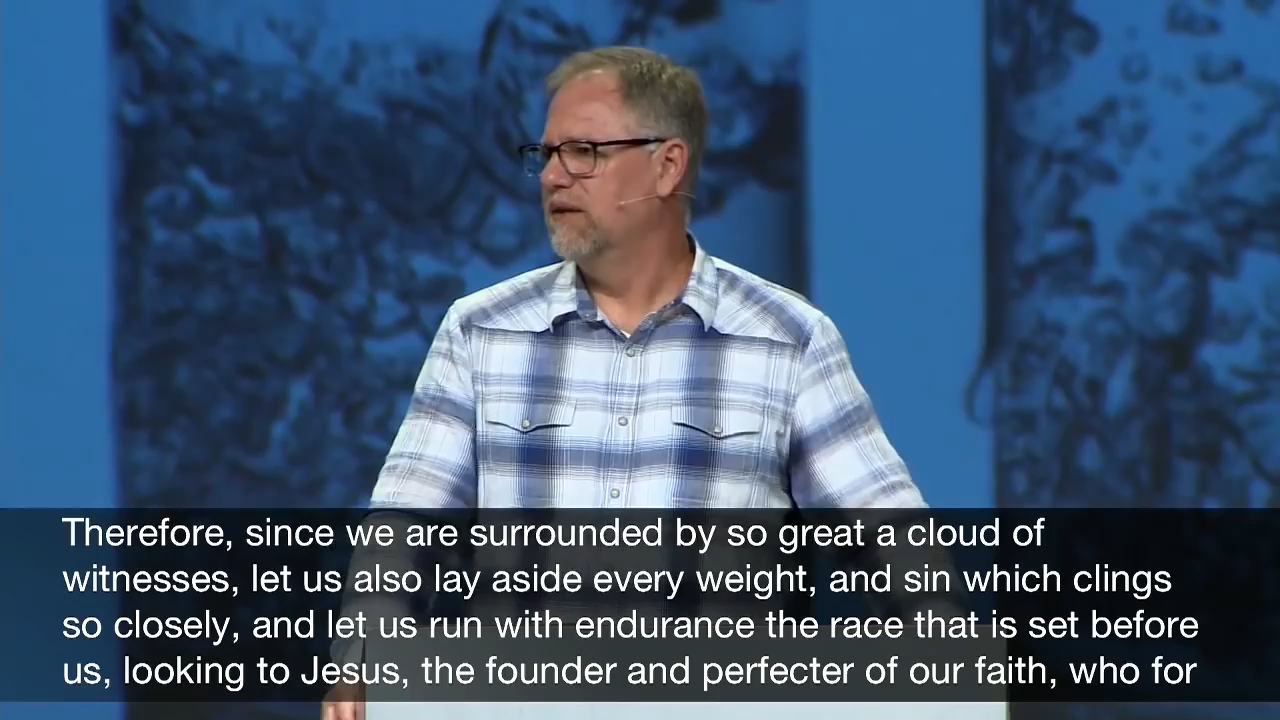 Therefore, since we are surrounded by so great a cloud of
witnesses, let us also lay aside every weight, and sin which clings
so closely, and let us run with endurance the race that is set before
us, looking to Jesus, the founder and perfecter of our faith, who for